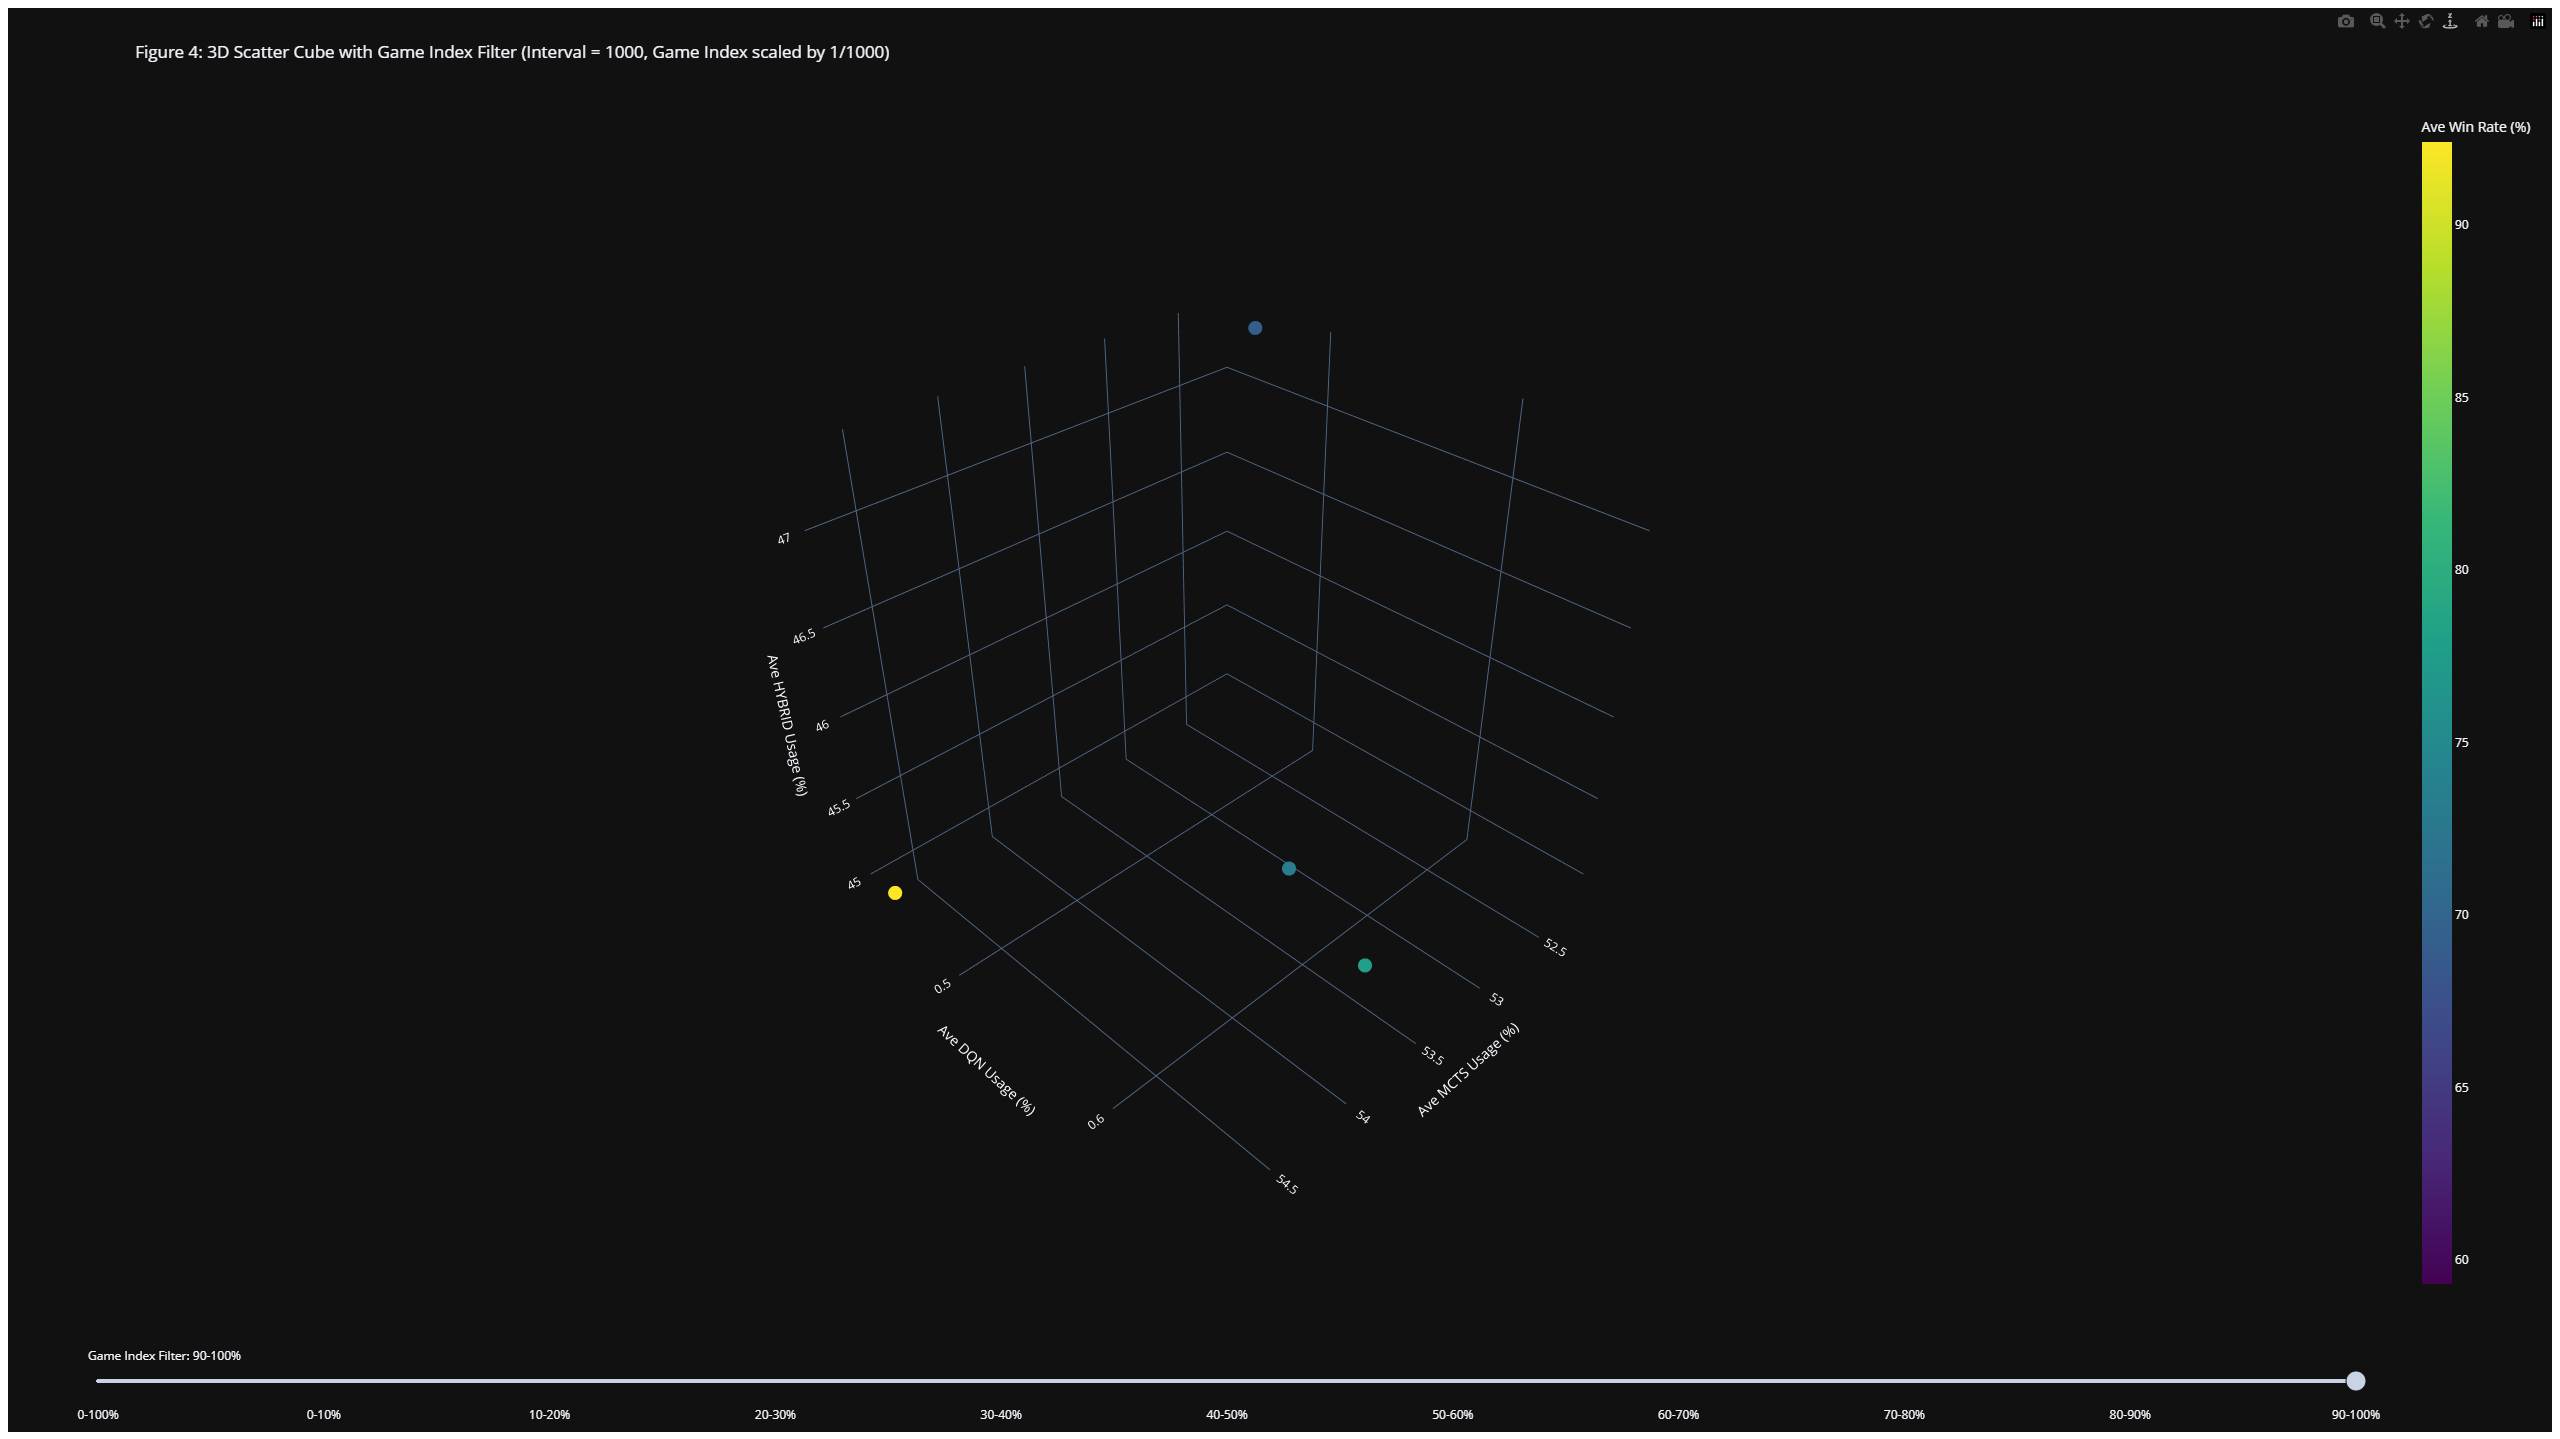 Figure 4: 3D Scatter Cube with Game Index Filter (Interval = 1000, Game Index scaled by 1/1000)
Ave Win Rate (%)
90
85
80
75
70
65
60
47
46.5
46
45.5
45
Ave HYBRID Usage (%)
0.5
0.6
Ave DQN Usage (%)
52.5
53
53.5
54
54.5
Ave MCTS Usage (%)
Game Index Filter: 90-100%
0-100% 0-10% 10-20% 20-30% 30-40% 40-50% 50-60% 60-70% 70-80% 80-90% 90-100%